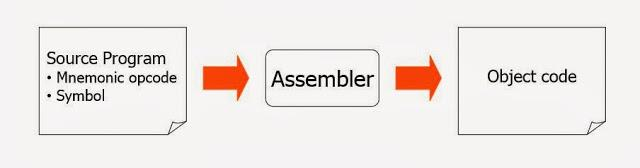 Source Program
• Mnemonic opcode
• Symbol
Assembler
Object code